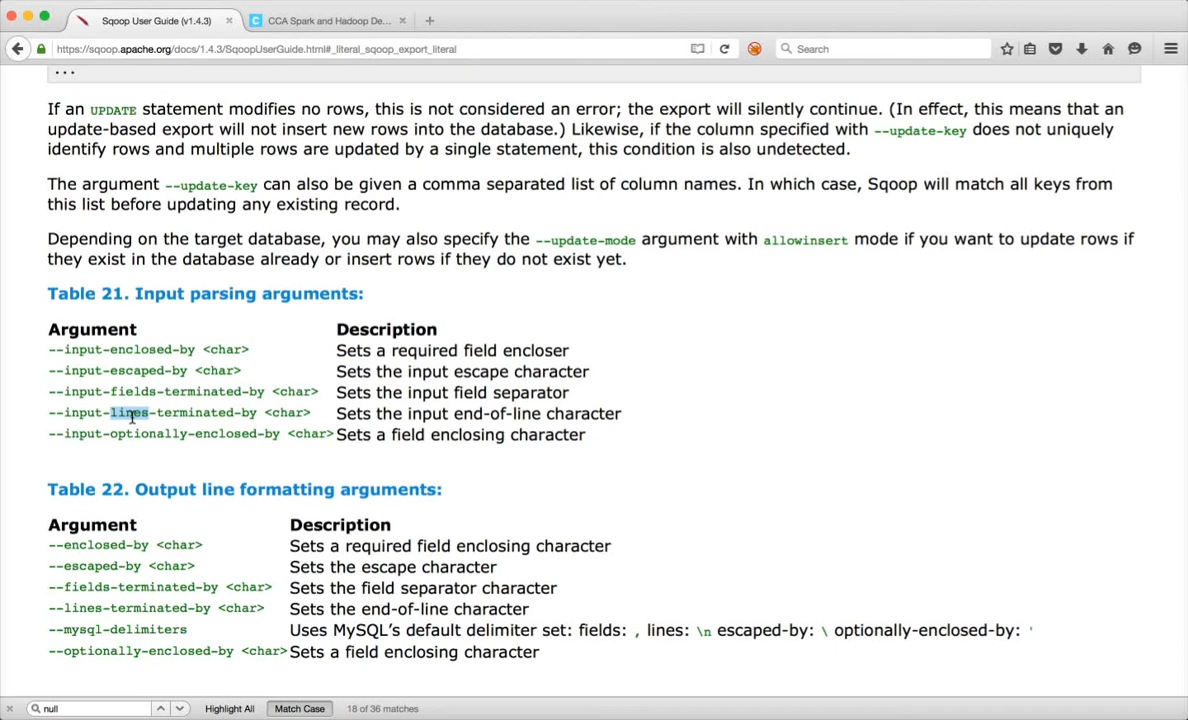 Sqoop User Guide (v1.4.3)
CCA Spark and Hadoop De...
https://sqoop.apache.org/docs/1.4.3/SqoopUserGuide.html#_literal_sqoop_export_literal
Search
...
If an UPDATE statement modifies no rows, this is not considered an error; the export will silently continue. (In effect, this means that an
update-based export will not insert new rows into the database.) Likewise, if the column specified with --update-key does not uniquely
identify rows and multiple rows are updated by a single statement, this condition is also undetected.
The argument --update-key can also be given a comma separated list of column names. In which case, Sqoop will match all keys from
this list before updating any existing record.
Depending on the target database, you may also specify the --update-mode argument with allowinsert mode if you want to update rows if
they exist in the database already or insert rows if they do not exist yet.
Table 21. Input parsing arguments:
Argument Description
--input-enclosed-by <char> Sets a required field encloser
--input-escaped-by <char> Sets the input escape character
--input-fields-terminated-by <char> Sets the input field separator
--input-lines-terminated-by <char> Sets the input end-of-line character
--input-optionally-enclosed-by <char> Sets a field enclosing character
Table 22. Output line formatting arguments:
Argument Description
--enclosed-by <char> Sets a required field enclosing character
--escaped-by <char> Sets the escape character
--fields-terminated-by <char> Sets the field separator character
--lines-terminated-by <char> Sets the end-of-line character
--mysql-delimiters Uses MySQL's default delimiter set: fields: , lines: \n escaped-by: \ optionally-enclosed-by: '
--optionally-enclosed-by <char> Sets a field enclosing character
null Highlight All Match Case 18 of 36 matches